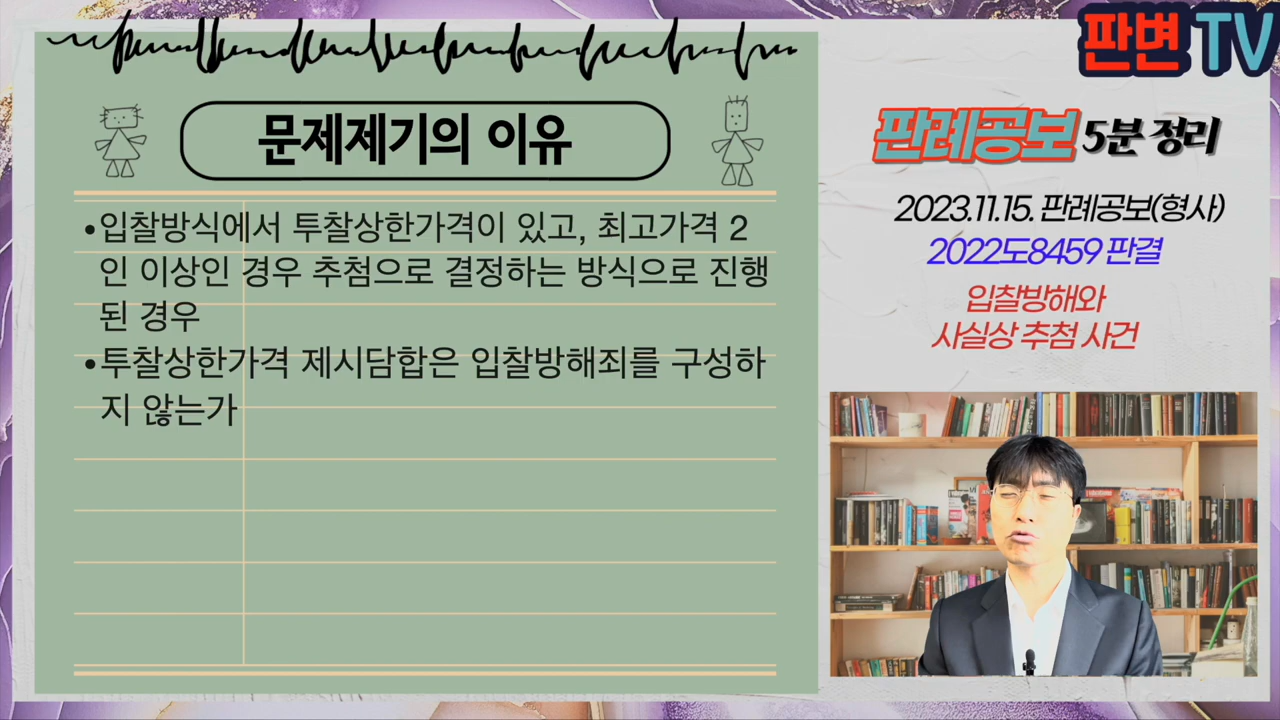 판변 TV
문제제기의 이유
•입찰방식에서 투찰상한가격이 있고, 최고가격 2
인 이상인 경우 추첨으로 결정하는 방식으로 진행
된 경우
•투찰상한가격 제시담합은 입찰방해죄를 구성하
지 않는가
판례공보 5분 정리
2023.11.15. 판례공보(형사)
2022도8459 판결
입찰방해와
사실상 추첨 사건